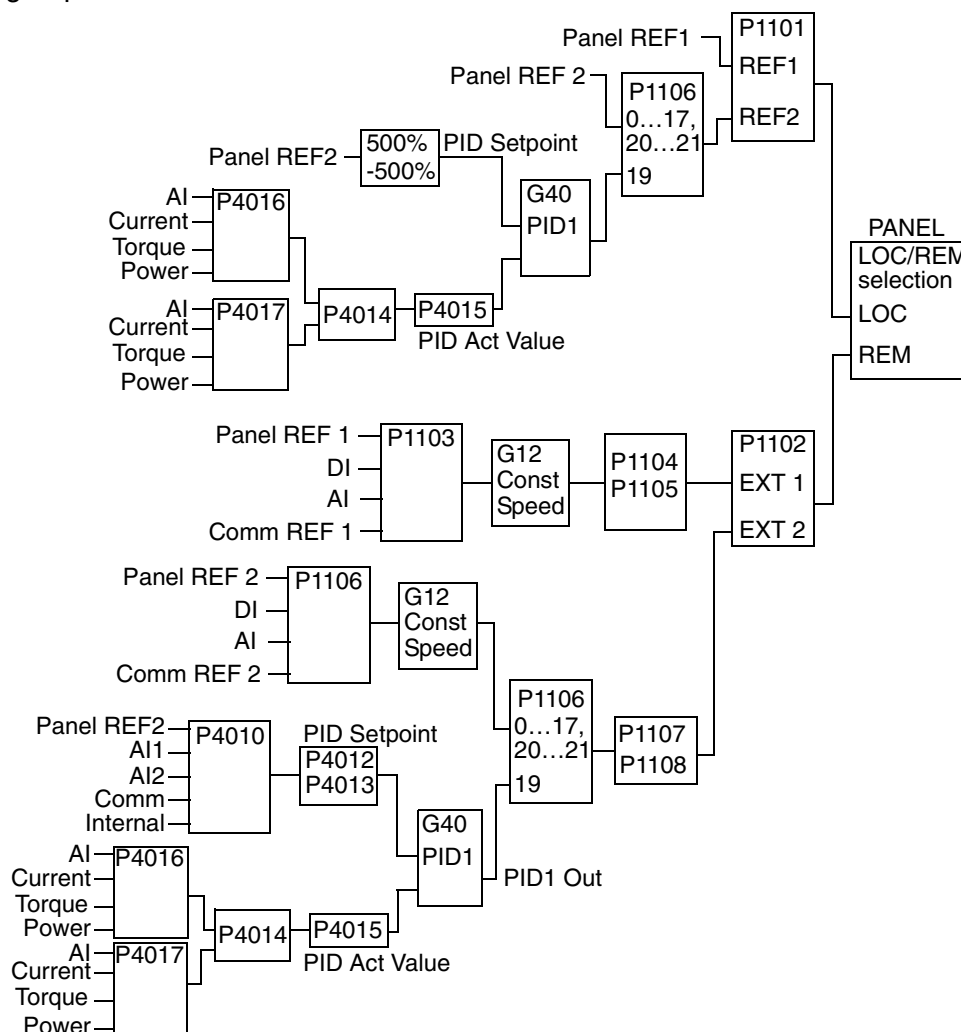 Panel REF1
P1101
REF1
REF2
Panel REF 2
P1106
0…17,
20…21
19
Panel REF2
500%
-500%
PID Setpoint
G40
PID1
AI
Current
Torque
Power
P4016
AI
Current
Torque
Power
P4017
P4014
P4015
PID Act Value
PANEL
LOC/REM
selection
LOC
REM
Panel REF 1
DI
AI
Comm REF 1
P1103
G12
Const
Speed
P1104
P1105
P1102
EXT 1
EXT 2
Panel REF 2
DI
AI
Comm REF 2
P1106
G12
Const
Speed
P1106
0…17,
20…21
19
P1107
P1108
Panel REF2
AI1
AI2
Comm
Internal
P4010
PID Setpoint
P4012
P4013
G40
PID1
PID1 Out
AI
Current
Torque
Power
P4016
AI
Current
Torque
Power
P4017
P4014
P4015
PID Act Value